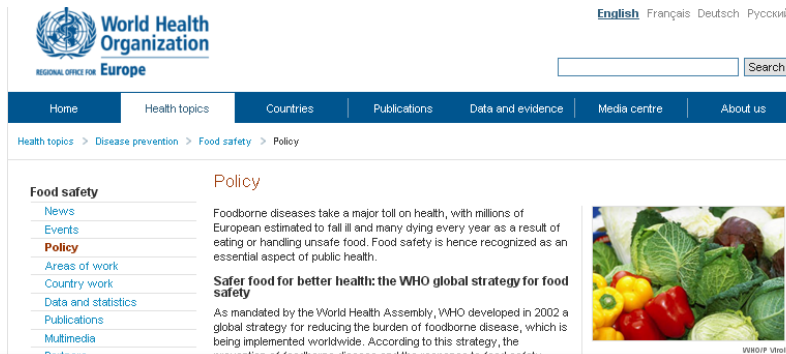 World Health
Organization
REGIONAL OFFICE FOR Europe
English Français Deutsch Русский
Search
Home Health topics Countries Publications Data and evidence Media centre About us
Health topics > Disease prevention > Food safety > Policy
Food safety
News
Events
Policy
Areas of work
Country work
Data and statistics
Publications
Multimedia
Policy
Foodborne diseases take a major toll on health, with millions of
European estimated to fall ill and many dying every year as a result of
eating or handling unsafe food. Food safety is hence recognized as an
essential aspect of public health.
Safer food for better health: the WHO global strategy for food
safety
As mandated by the World Health Assembly, WHO developed in 2002 a
global strategy for reducing the burden of foodborne disease, which is
being implemented worldwide. According to this strategy, the
WHO/P Virol